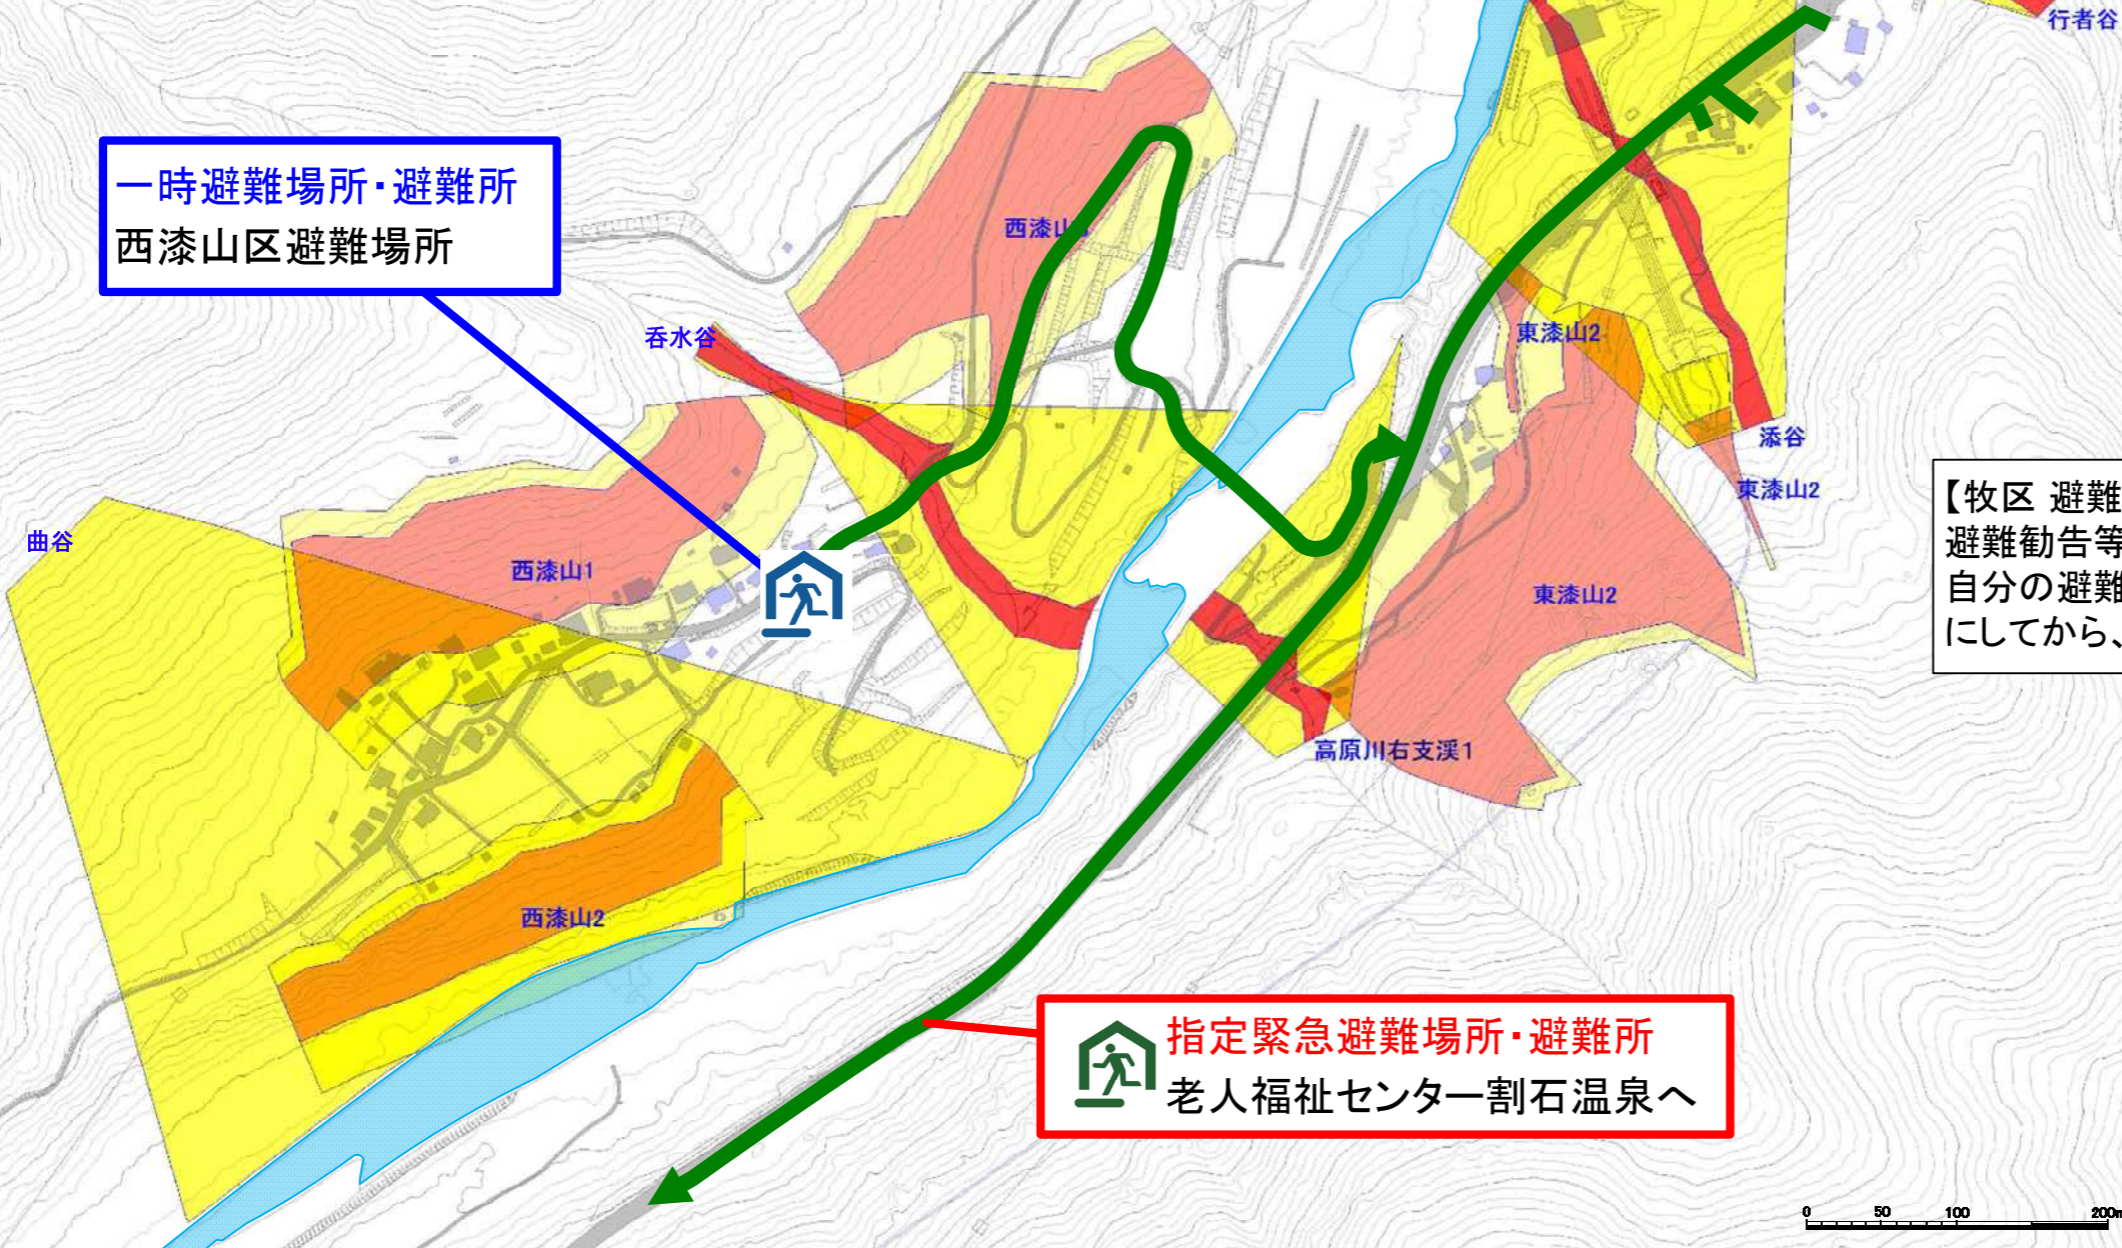 行者谷
一時避難場所・避難所
西漆山区避難場所
西漆山
呑水谷
東漆山2
添谷
東漆山2
曲谷
西漆山1
東漆山2
【牧区 避難
避難勧告等
自分の避難
にしてから、
高原川右支渓1
西漆山2
指定緊急避難場所・避難所
老人福祉センター割石温泉へ
0 50 100 200m